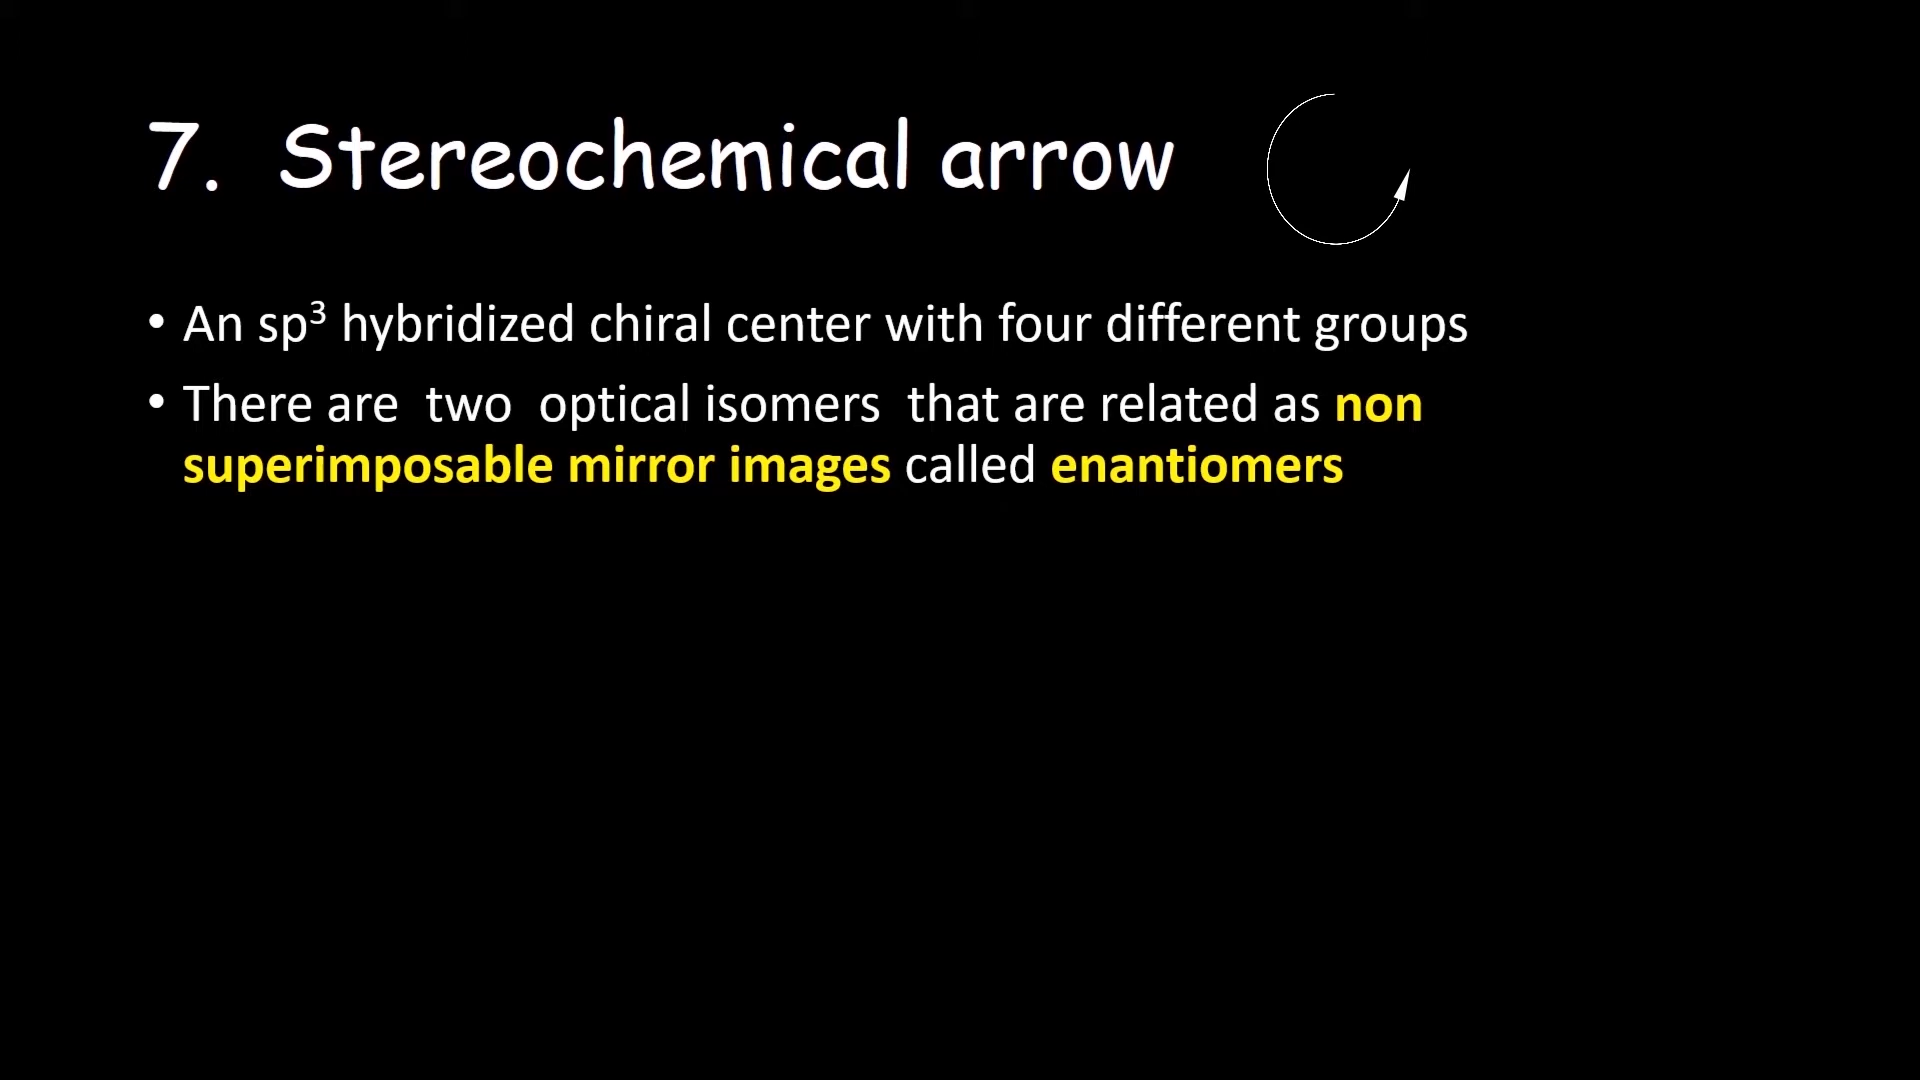 7. Stereochemical arrow
• An sp³ hybridized chiral center with four different groups
• There are two optical isomers that are related as non
superimposable mirror images called enantiomers